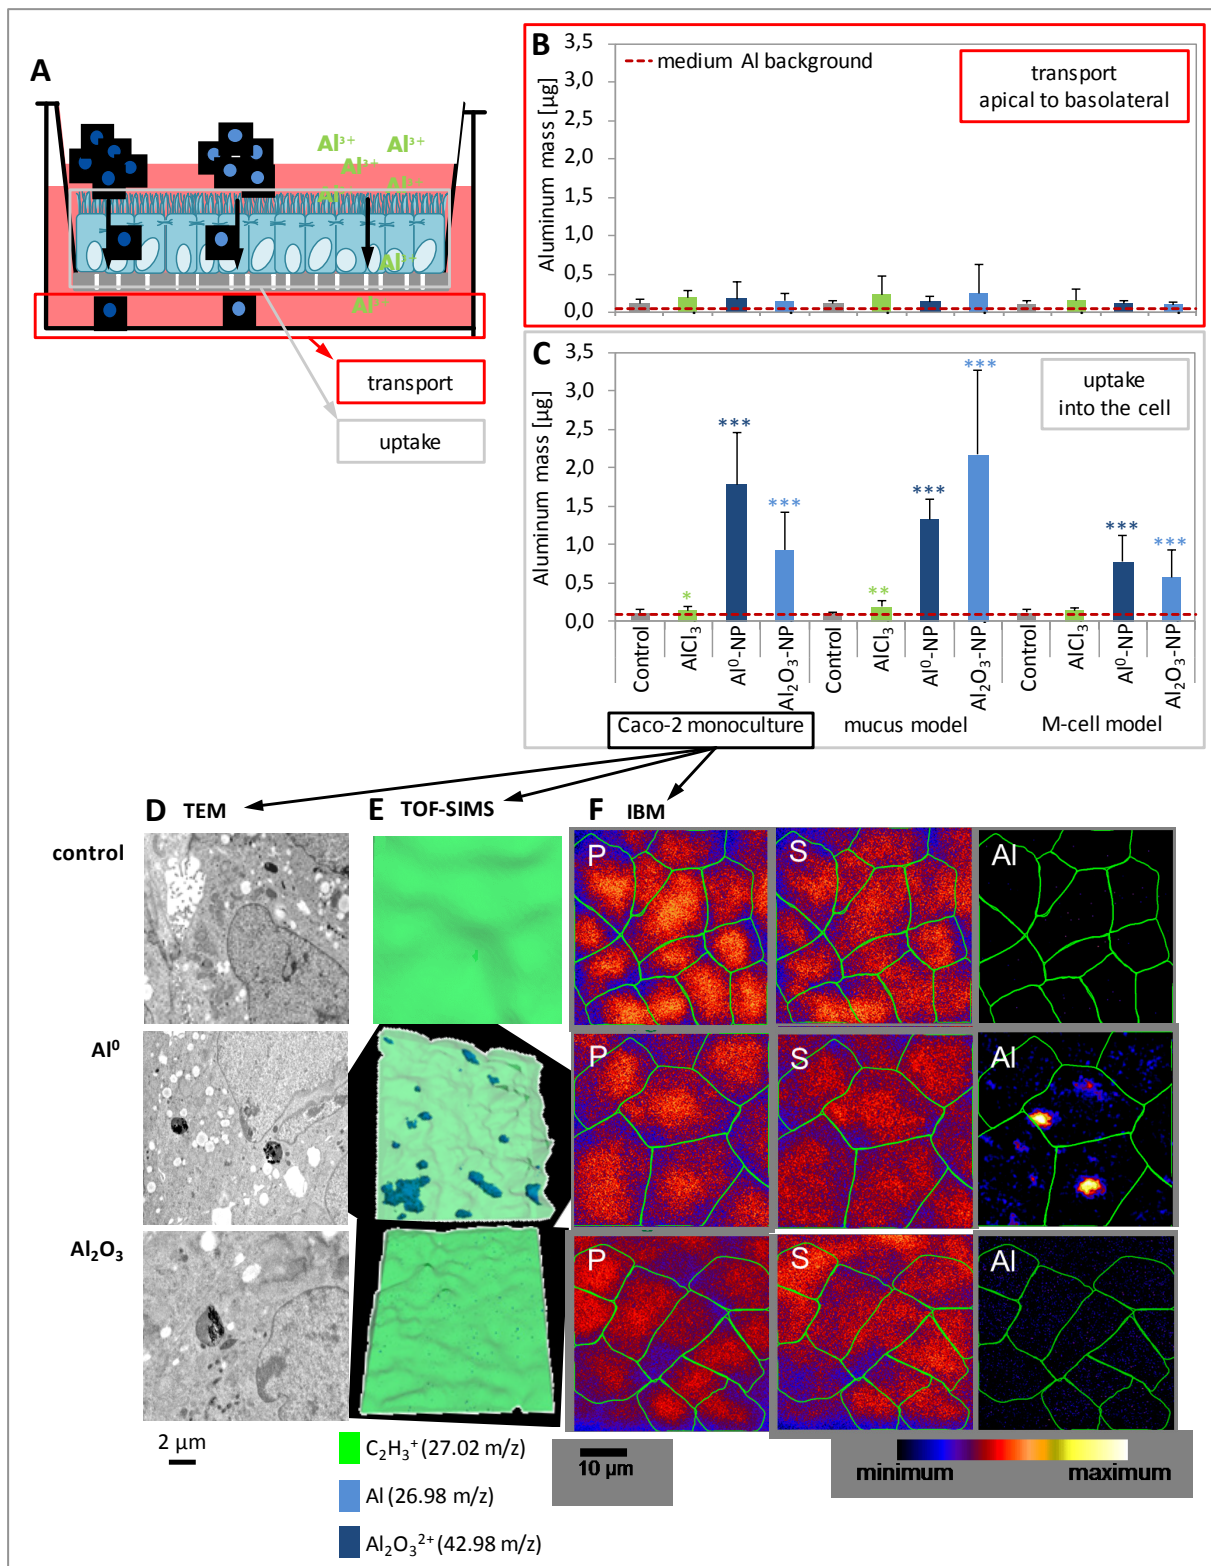 A
Al³⁺ Al³⁺
Al³⁺
Al³⁺ Al³⁺
Al³⁺
Al³⁺
transport
uptake
B
3,5
3,0
2,5
2,0
1,5
1,0
0,5
0,0
Aluminum mass [µg]
medium Al background
transport
apical to basolateral
C
3,5
3,0
2,5
2,0
1,5
1,0
0,5
0,0
Aluminum mass [µg]
uptake
into the cell
*
***
***
**
***
***
***
***
Control
AlCl₃
Al⁰-NP
Al₂O₃-NP
Control
AlCl₃
Al⁰-NP
Al₂O₃-NP
Control
AlCl₃
Al⁰-NP
Al₂O₃-NP
Caco-2 monoculture
mucus model
M-cell model
D TEM
E TOF-SIMS
F IBM
control
P
S
Al
Al⁰
P
S
Al
Al₂O₃
P
S
Al
2 µm
C₂H₃⁺ (27.02 m/z)
Al (26.98 m/z)
Al₂O₃²⁺ (42.98 m/z)
10 µm
minimum
maximum